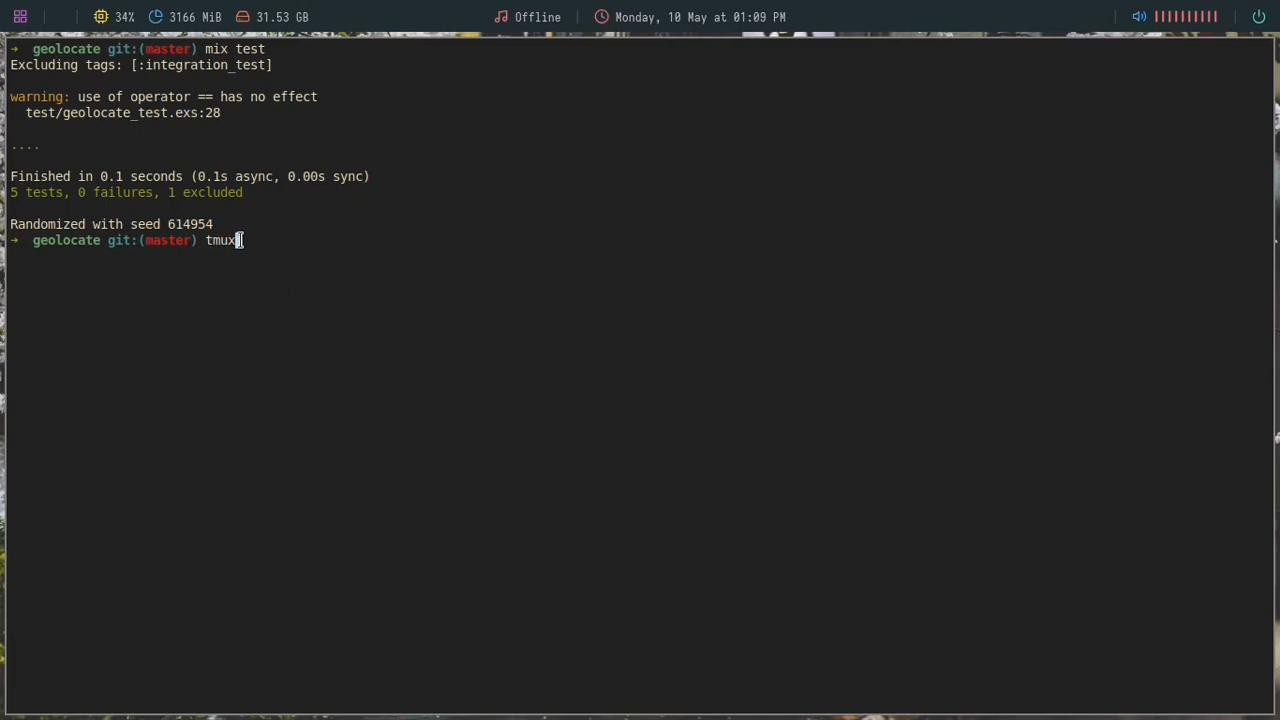 34% 3166 MiB 31.53 GB Offline Monday, 10 May at 01:09 PM
→ geolocate git:(master) mix test
Excluding tags: [:integration_test]
warning: use of operator == has no effect
test/geolocate_test.exs:28
....
Finished in 0.1 seconds (0.1s async, 0.00s sync)
5 tests, 0 failures, 1 excluded
Randomized with seed 614954
→ geolocate git:(master) tmux